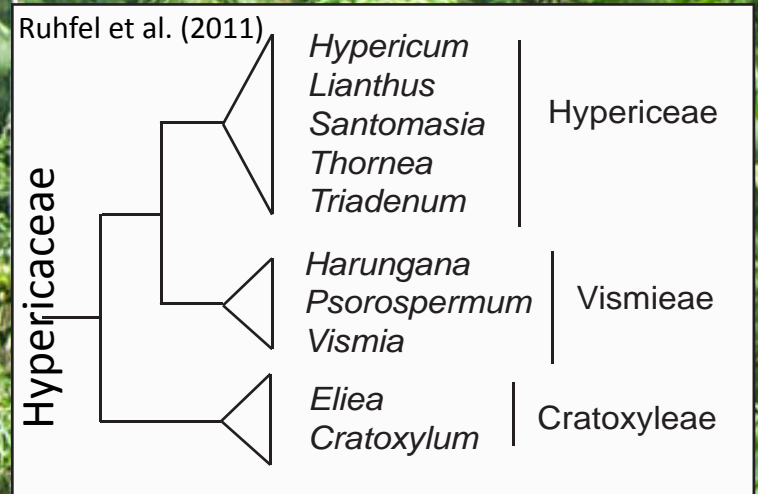 Ruhfel et al. (2011)
Hypericaceae
Hypericum
Lianthus
Santomasia
Thornea
Triadenum
Hypericeae
Harungana
Psorospermum
Vismia
Vismieae
Eliea
Cratoxylum
Cratoxyleae